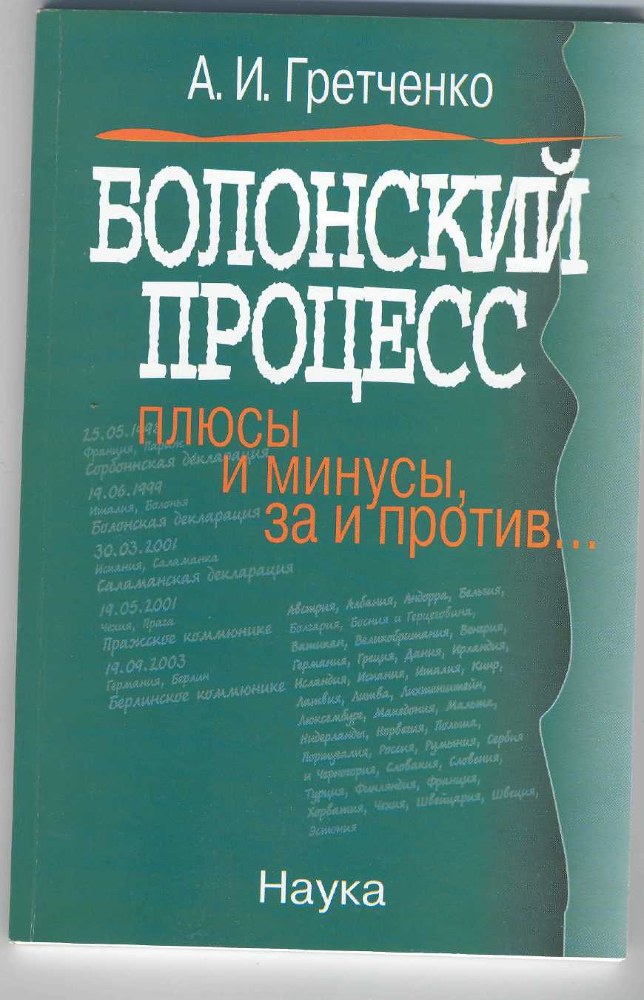 А. И. Гретченко
БОЛОНСКИЙ
ПРОЦЕСС
плюсы
и минусы,
за и против...
25.05.1998
Франция, Париж
Сорбоннская декларация
19.06.1999
Италия, Болонья
Болонская декларация
30.03.2001
Испания, Саламанка
Саламанская декларация
19.05.2001
Чехия, Прага
Пражское коммюнике
19.09.2003
Германия, Берлин
Берлинское коммюнике
Австрия, Албания, Андорра, Бельгия,
Болгария, Босния и Герцеговина,
Ватикан, Великобритания, Венгрия,
Германия, Греция, Дания, Ирландия,
Исландия, Испания, Италия, Кипр,
Латвия, Литва, Лихтенштейн,
Люксембург, Македония, Мальта,
Нидерланды, Норвегия, Польша,
Португалия, Россия, Румыния, Сербия
и Черногория, Словакия, Словения,
Турция, Финляндия, Франция,
Хорватия, Чехия, Швейцария, Швеция,
Эстония
Наука